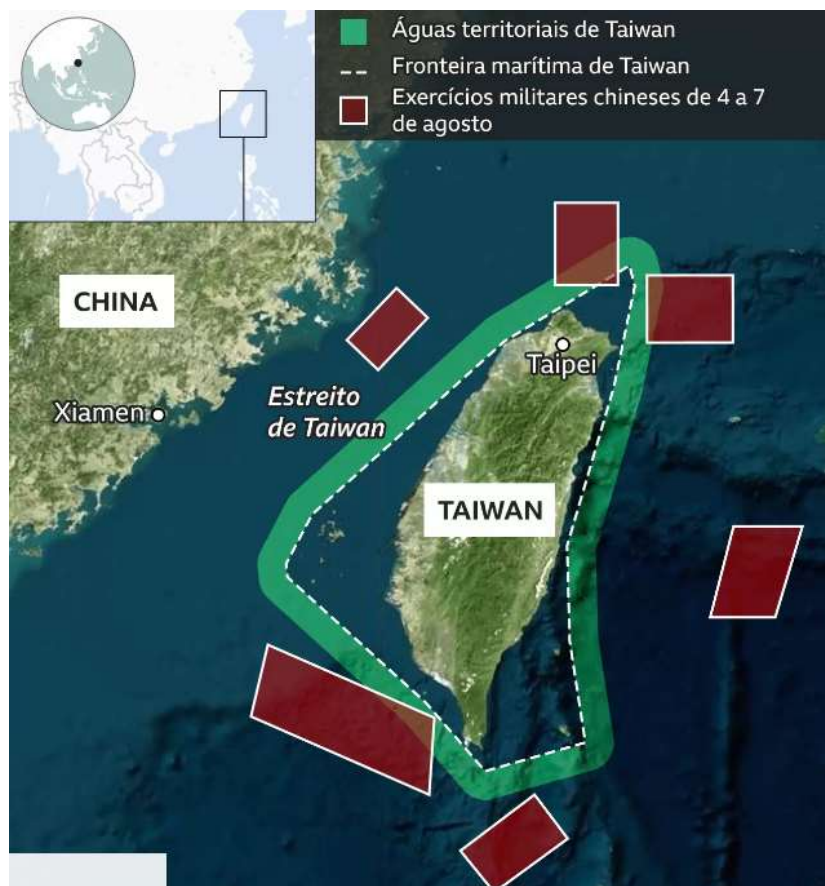 Águas territoriais de Taiwan
Fronteira marítima de Taiwan
Exercícios militares chineses de 4 a 7
de agosto
CHINA
Taipei
Xiamen
Estreito
de Taiwan
TAIWAN